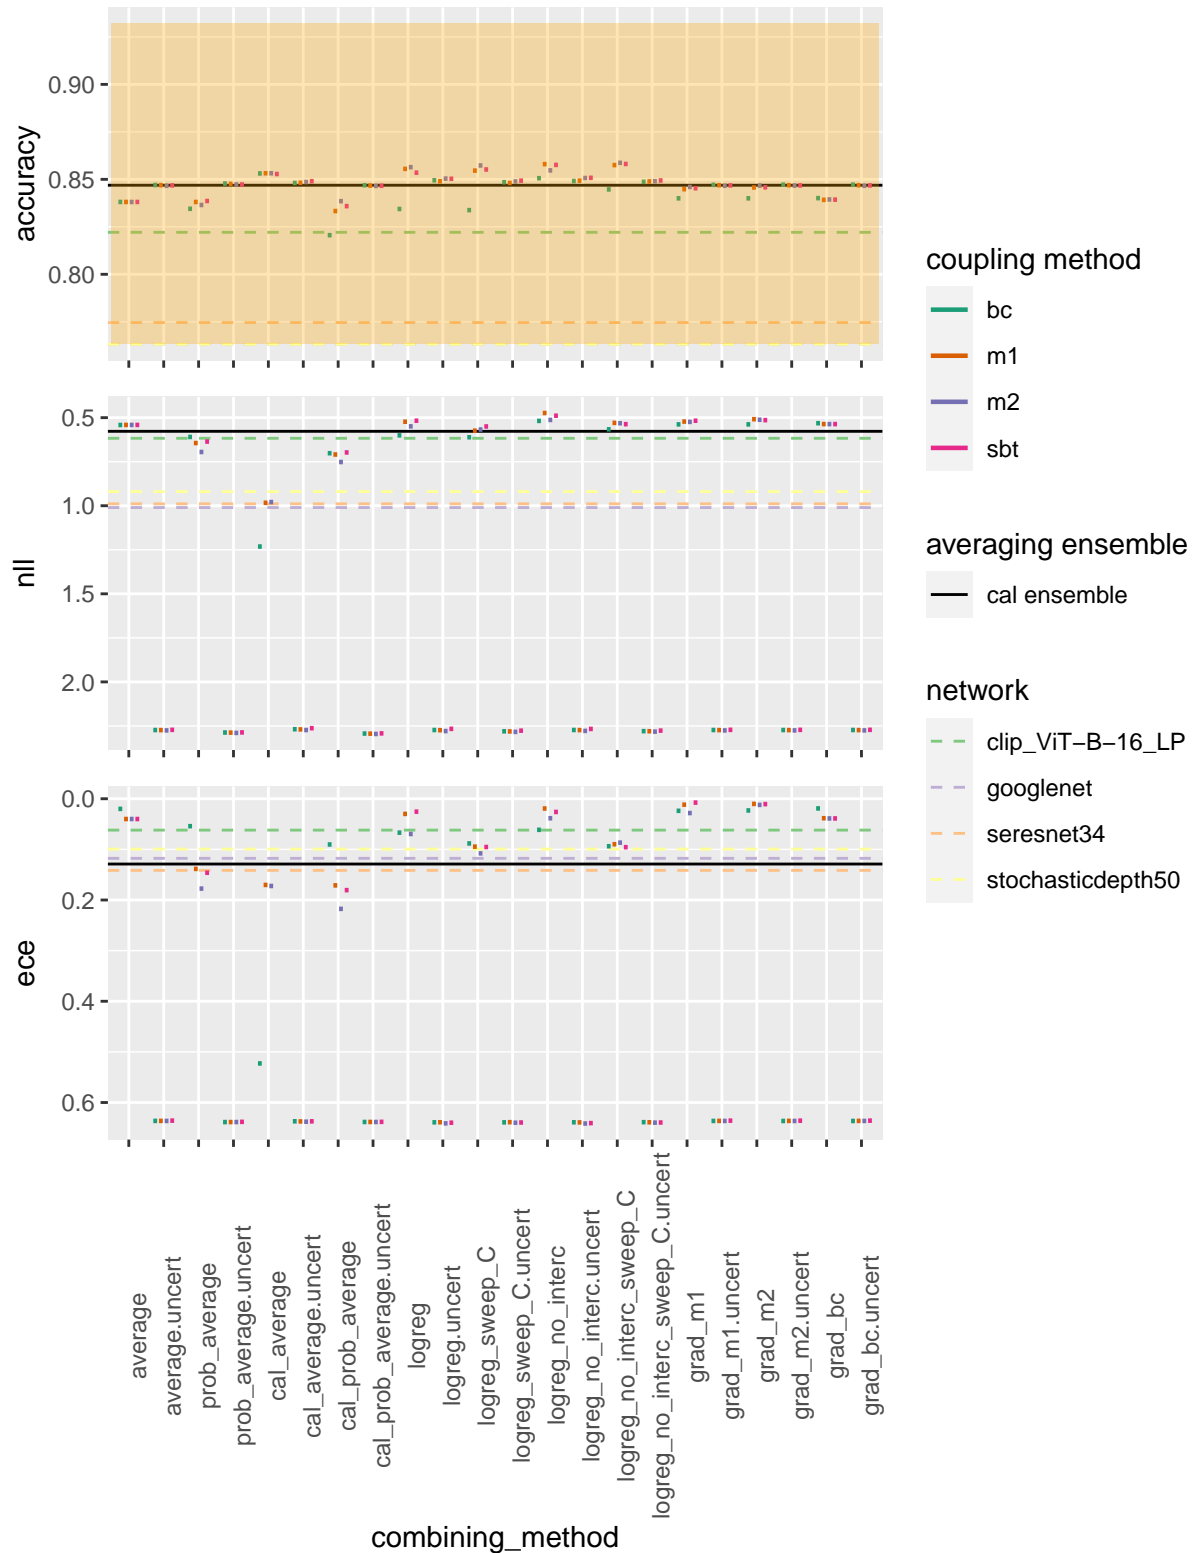 accuracy
0.90
0.85
0.80
nll
0.5
1.0
1.5
2.0
ece
0.0
0.2
0.4
0.6
average
average.uncert
prob_average
prob_average.uncert
cal_average
cal_average.uncert
cal_prob_average
cal_prob_average.uncert
logreg
logreg.uncert
logreg_sweep_C
logreg_sweep_C.uncert
logreg_no_interc
logreg_no_interc.uncert
logreg_no_interc_sweep_C
logreg_no_interc_sweep_C.uncert
grad_m1
grad_m1.uncert
grad_m2
grad_m2.uncert
grad_bc
grad_bc.uncert
combining_method
coupling method
bc
m1
m2
sbt
averaging ensemble
cal ensemble
network
clip_ViT−B−16_LP
googlenet
seresnet34
stochasticdepth50